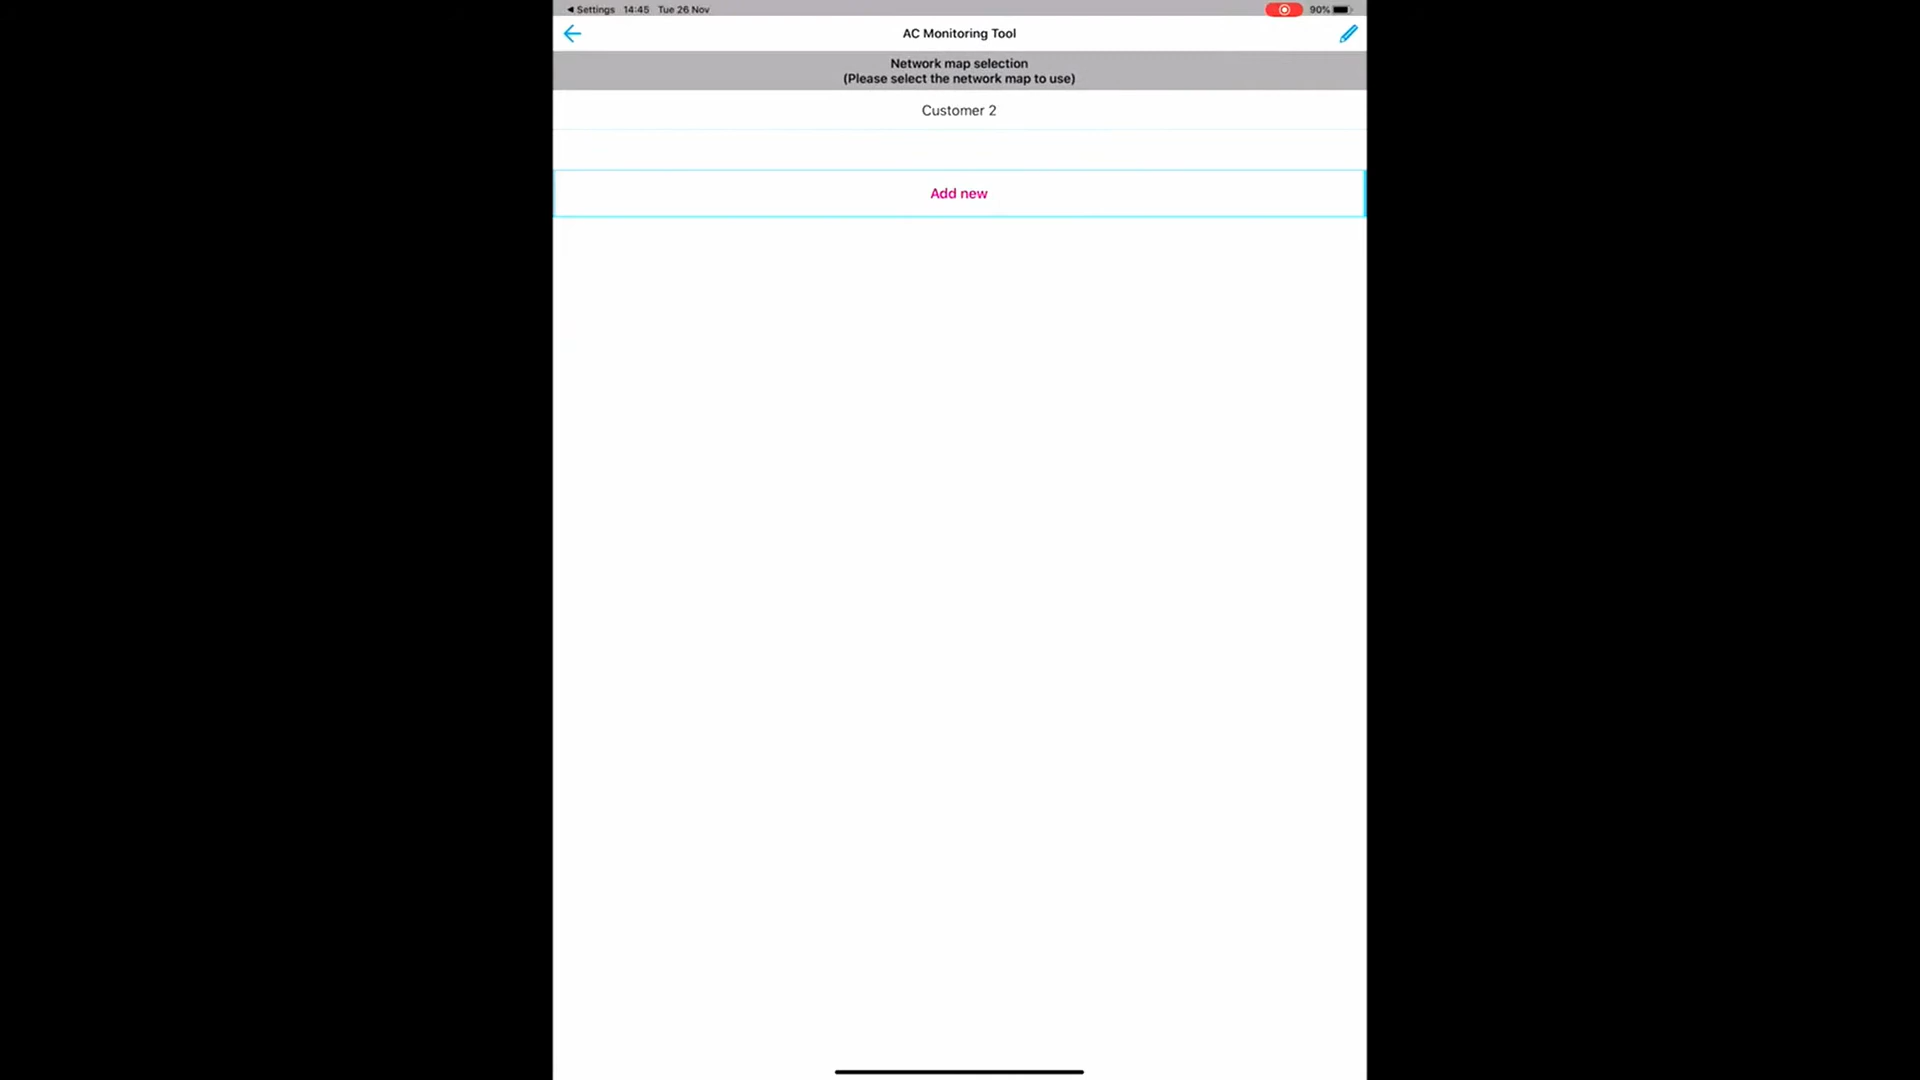 Settings 14:45 Tue 26 Nov 90%
AC Monitoring Tool
Network map selection
(Please select the network map to use)
Customer 2
Add new